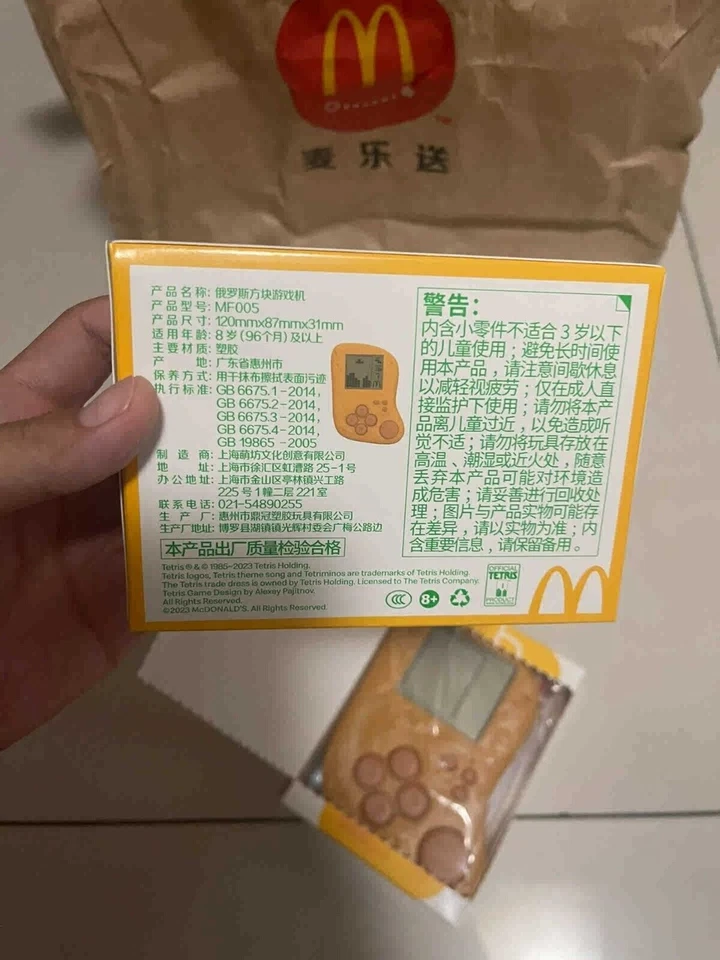 麦乐送
产品名称: 俄罗斯方块游戏机
产品型号: MF005
产品尺寸: 120mmx87mmx31mm
适用年龄: 8岁(96个月)及以上
主要材质: 塑胶
产地: 广东省惠州市
保养方式: 用干抹布擦拭表面污迹
执行标准: GB 6675.1-2014,
GB 6675.2-2014,
GB 6675.3-2014,
GB 6675.4-2014,
GB 19865 -2005
制造商: 上海萌坊文化创意有限公司
地址: 上海市徐汇区虹漕路 25-1号
办公地址: 上海市金山区亭林镇兴工路
225号1幢二层221室
联系电话: 021-54890255
生产厂: 惠州市鼎冠塑胶玩具有限公司
生产厂地址: 博罗县湖镇镇光辉村委会广梅公路边
本产品出厂质量检验合格
Tetris ® & © 1985-2023 Tetris Holding.
Tetris logos, Tetris theme song and Tetriminos are trademarks of Tetris Holding.
The Tetris trade dress is owned by Tetris Holding. Licensed to The Tetris Company.
Tetris Game Design by Alexey Pajitnov.
All Rights Reserved.
©2023 McDONALD'S. All Rights Reserved
警告:
内含小零件不适合 3 岁以下
的儿童使用；避免长时间使
用本产品，请注意间歇休息
以减轻视疲劳；仅在成人直
接监护下使用；请勿将本产
品离儿童过近，以免造成听
觉不适；请勿将玩具存放在
高温、潮湿或近火处，随意
丢弃本产品可能对环境造
成危害；请妥善进行回收处
理；图片与产品实物可能存
在差异，请以实物为准；内
含重要信息，请保留备用。
CCC
8+
OFFICIAL
TETRIS
PRODUCT